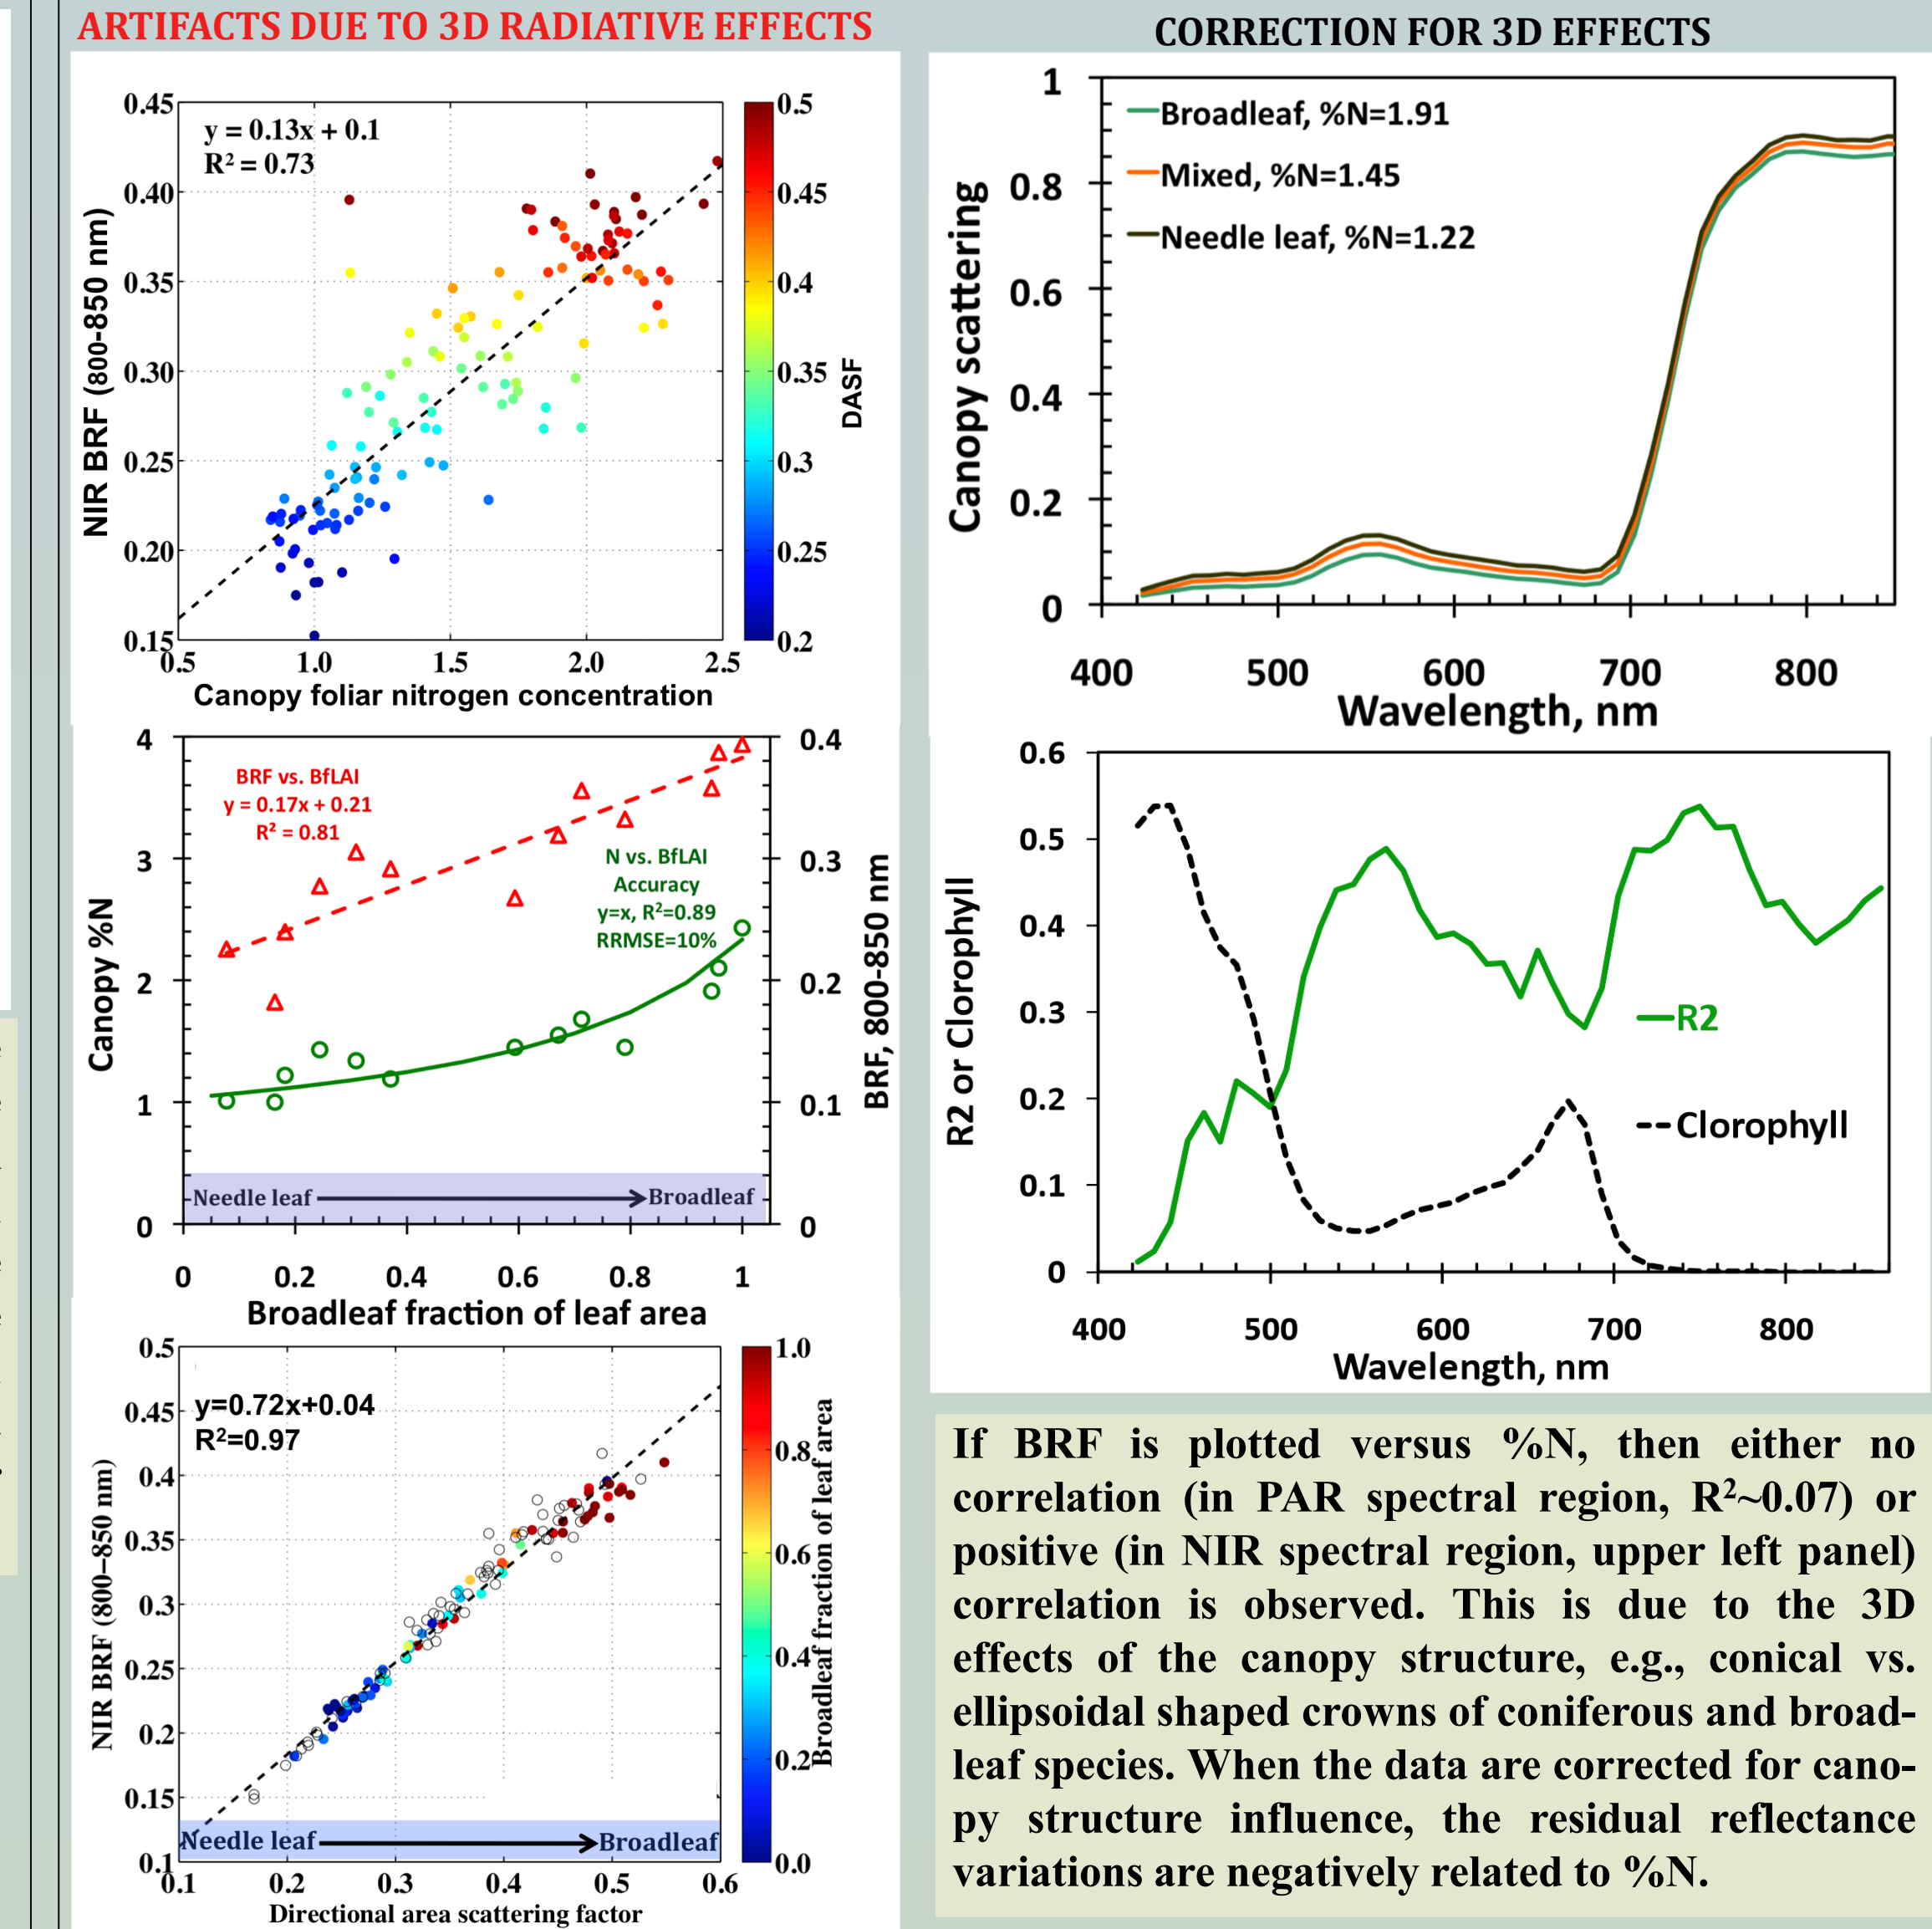 ARTIFACTS DUE TO 3D RADIATIVE EFFECTS
0.45
0.40
0.35
0.30
0.25
0.20
0.15
NIR BRF (800-850 nm)
y = 0.13x + 0.1
R² = 0.73
0.5
1.0
1.5
2.0
2.5
Canopy foliar nitrogen concentration
0.5
0.45
0.4
0.35
0.3
0.25
0.2
DASF
4
3
2
1
0
Canopy %N
BRF vs. BfLAI
y = 0.17x + 0.21
R² = 0.81
N vs. BfLAI
Accuracy
y=x, R²=0.89
RRMSE=10%
Needle leaf
Broadleaf
0.4
0.3
0.2
0.1
0
BRF, 800-850 nm
0
0.2
0.4
0.6
0.8
1
Broadleaf fraction of leaf area
0.5
0.45
0.4
0.35
0.3
0.25
0.2
0.15
0.1
NIR BRF (800–850 nm)
y=0.72x+0.04
R²=0.97
Needle leaf
Broadleaf
0.1
0.2
0.3
0.4
0.5
0.6
Directional area scattering factor
1.0
0.8
0.6
0.4
0.2
0.0
Broadleaf fraction of leaf area
CORRECTION FOR 3D EFFECTS
1
0.8
0.6
0.4
0.2
0
Canopy scattering
Broadleaf, %N=1.91
Mixed, %N=1.45
Needle leaf, %N=1.22
400
500
600
700
800
Wavelength, nm
0.6
0.5
0.4
0.3
0.2
0.1
0
R2 or Clorophyll
R2
Clorophyll
400
500
600
700
800
Wavelength, nm
If BRF is plotted versus %N, then either no
correlation (in PAR spectral region, R²~0.07) or
positive (in NIR spectral region, upper left panel)
correlation is observed. This is due to the 3D
effects of the canopy structure, e.g., conical vs.
ellipsoidal shaped crowns of coniferous and broad-
leaf species. When the data are corrected for cano-
py structure influence, the residual reflectance
variations are negatively related to %N.